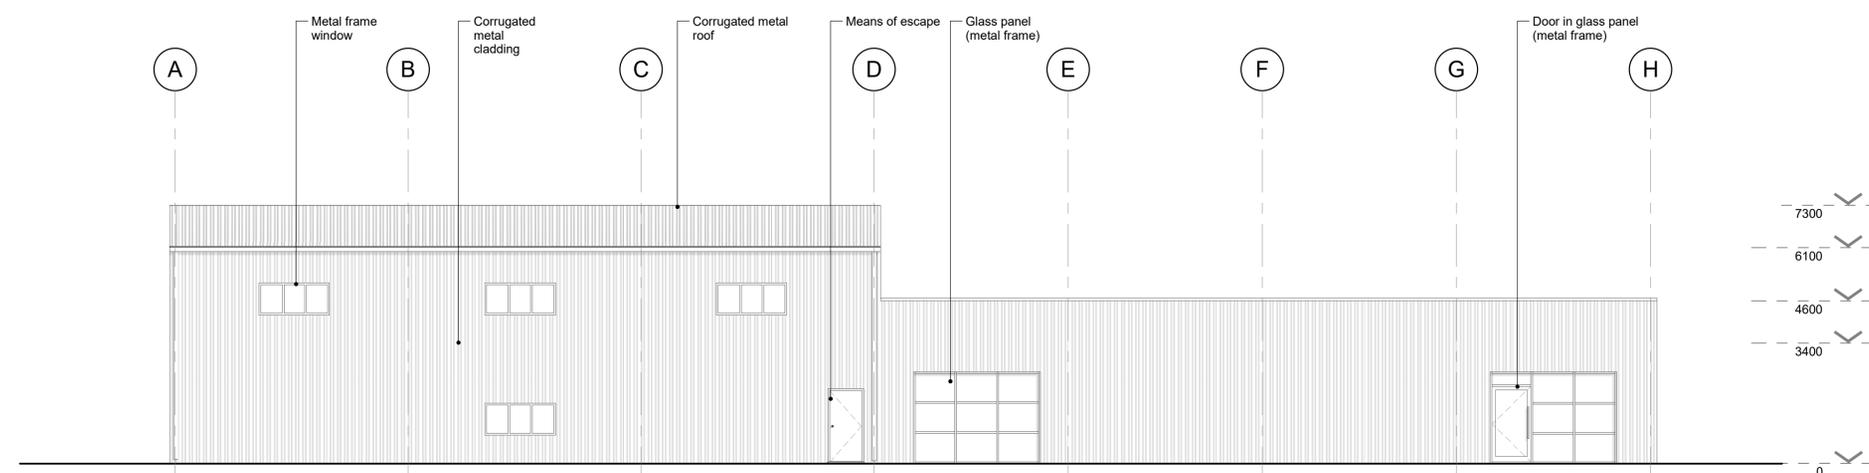 Metal frame
window
Corrugated
metal
cladding
Corrugated metal
roof
Means of escape
Glass panel
(metal frame)
Door in glass panel
(metal frame)
A
B
C
D
E
F
G
H
7300
6100
4600
3400
0